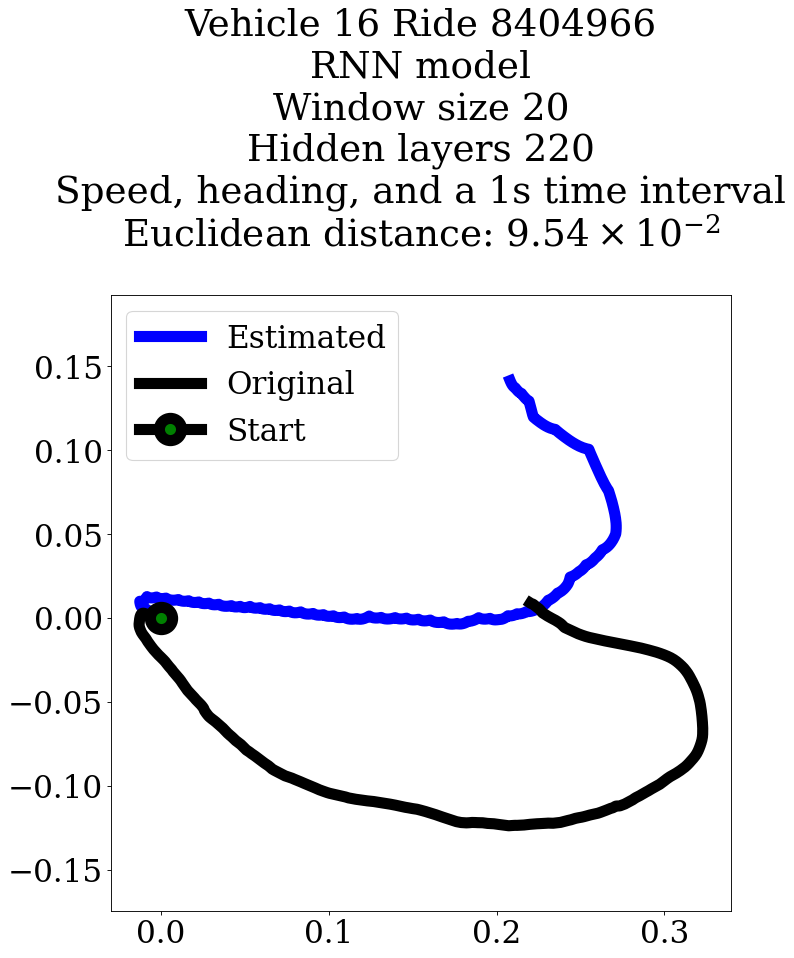 Vehicle 16 Ride 8404966
RNN model
Window size 20
Hidden layers 220
Speed, heading, and a 1s time interval
Euclidean distance: 9.54 × 10⁻²
Estimated
Original
Start
0.15
0.10
0.05
0.00
−0.05
−0.10
−0.15
0.0 0.1 0.2 0.3